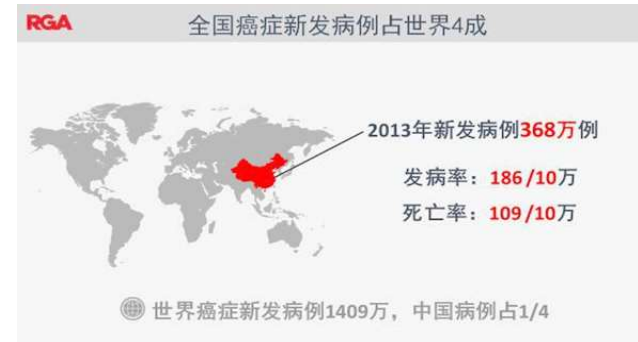 RGA
全国癌症新发病例占世界4成
2013年新发病例368万例
发病率：186/10万
死亡率：109/10万
世界癌症新发病例1409万，中国病例占1/4